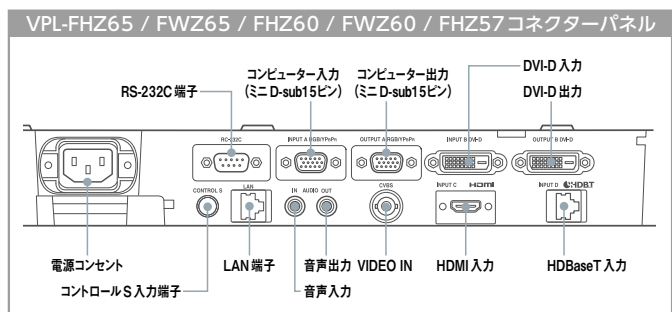 VPL-FHZ65 / FWZ65 / FHZ60 / FWZ60 / FHZ57コネクターパネル
RS-232C 端子
コンピューター入力
（ミニ D-sub15ピン）
コンピューター出力
（ミニ D-sub15ピン）
DVI-D 入力
DVI-D 出力
RC-232C
INPUT A RGB/YPBPR
OUTPUT A RGB/YPBPR
INPUT B DVI-D
OUTPUT B DVI-D
CONTROL S
LAN
IN AUDIO OUT
CVBS
INPUT C HDMI
INPUT D HDBT
電源コンセント
LAN 端子
音声出力
VIDEO IN
HDMI 入力
HDBaseT 入力
コントロール S 入力端子
音声入力